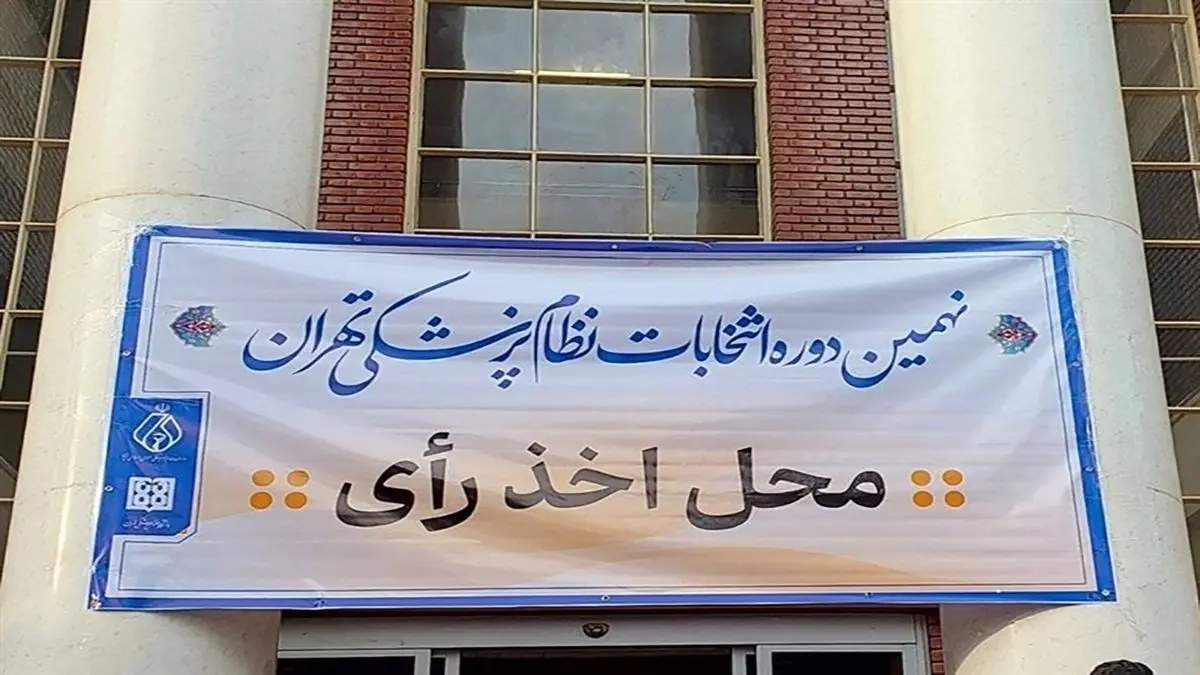 نهمین دوره انتخابات نظام پزشکی تهران
محل اخذ رأی